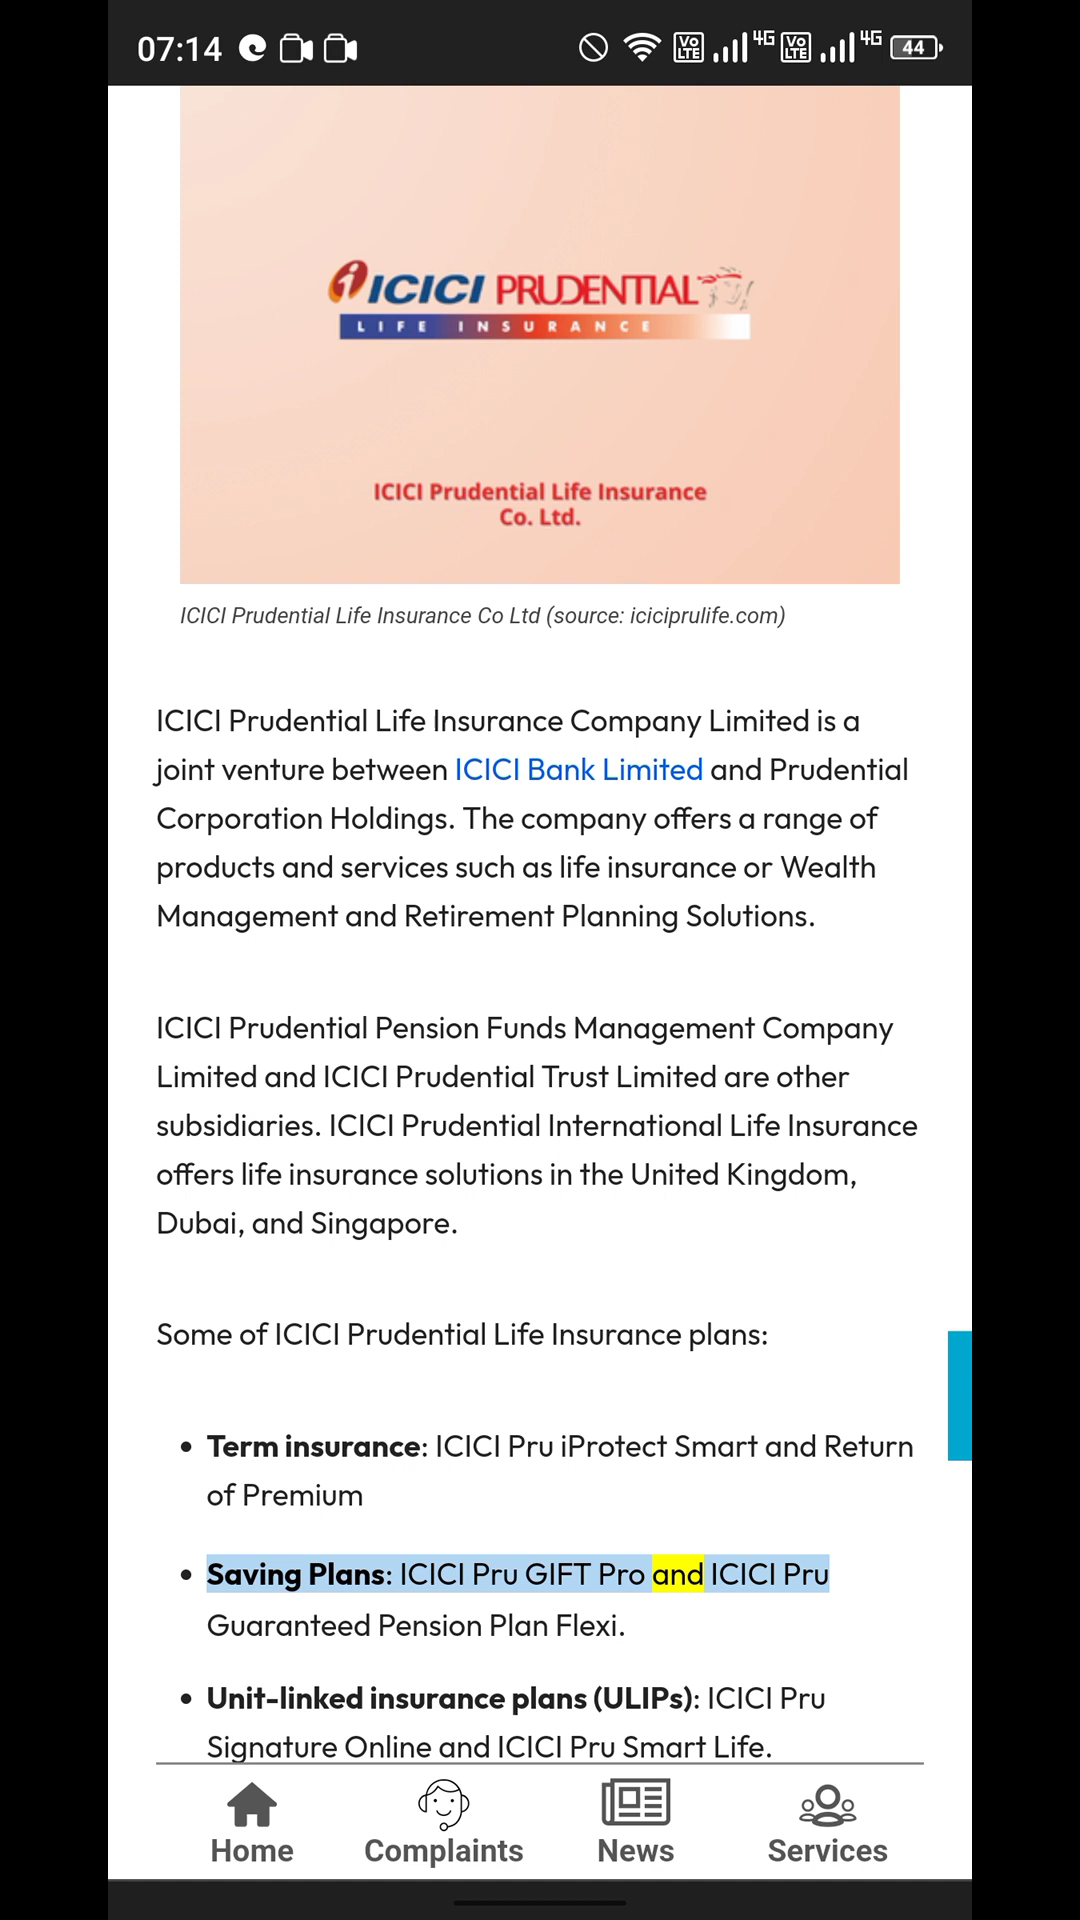 07:14
VoLTE 4G VoLTE 4G 44
ICICI PRUDENTIAL
LIFE INSURANCE
ICICI Prudential Life Insurance
Co. Ltd.
ICICI Prudential Life Insurance Co Ltd (source: iciciprulife.com)
ICICI Prudential Life Insurance Company Limited is a
joint venture between ICICI Bank Limited and Prudential
Corporation Holdings. The company offers a range of
products and services such as life insurance or Wealth
Management and Retirement Planning Solutions.
ICICI Prudential Pension Funds Management Company
Limited and ICICI Prudential Trust Limited are other
subsidiaries. ICICI Prudential International Life Insurance
offers life insurance solutions in the United Kingdom,
Dubai, and Singapore.
Some of ICICI Prudential Life Insurance plans:
• Term insurance: ICICI Pru iProtect Smart and Return
of Premium
• Saving Plans: ICICI Pru GIFT Pro and ICICI Pru
Guaranteed Pension Plan Flexi.
• Unit-linked insurance plans (ULIPs): ICICI Pru
Signature Online and ICICI Pru Smart Life.
Home Complaints News Services